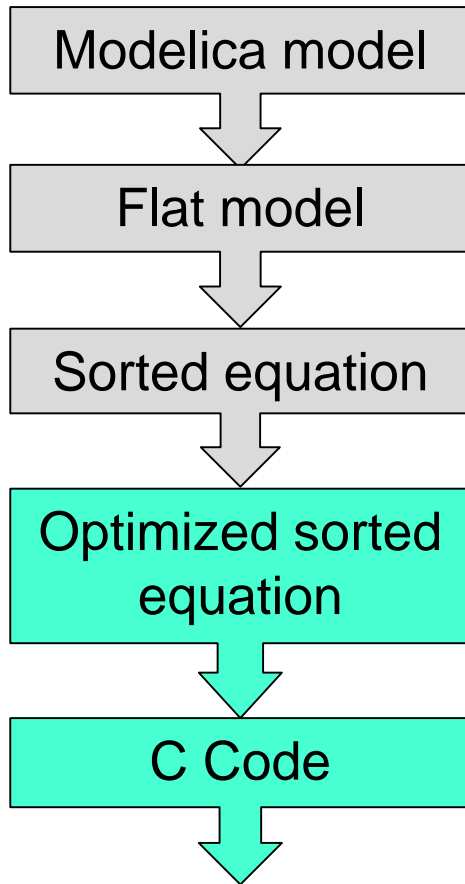 Modelica model
Flat model
Sorted equation
Optimized sorted
equation
C Code